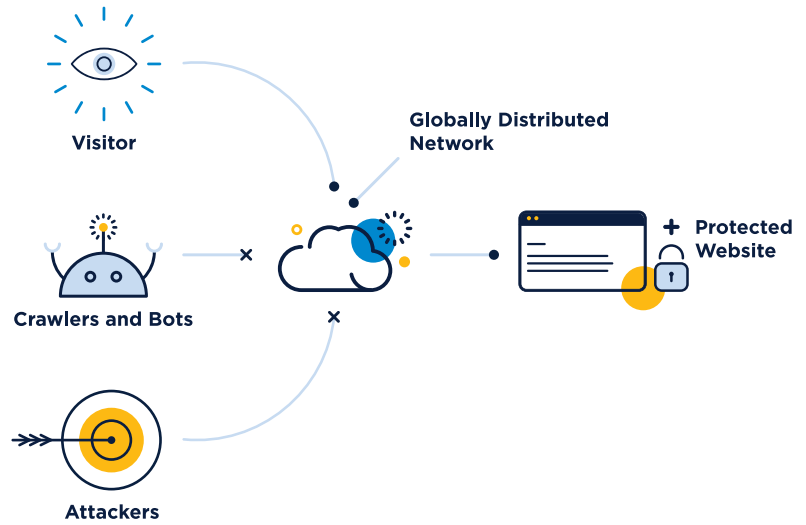 Visitor
Globally Distributed
Network
Protected
Website
Crawlers and Bots
Attackers